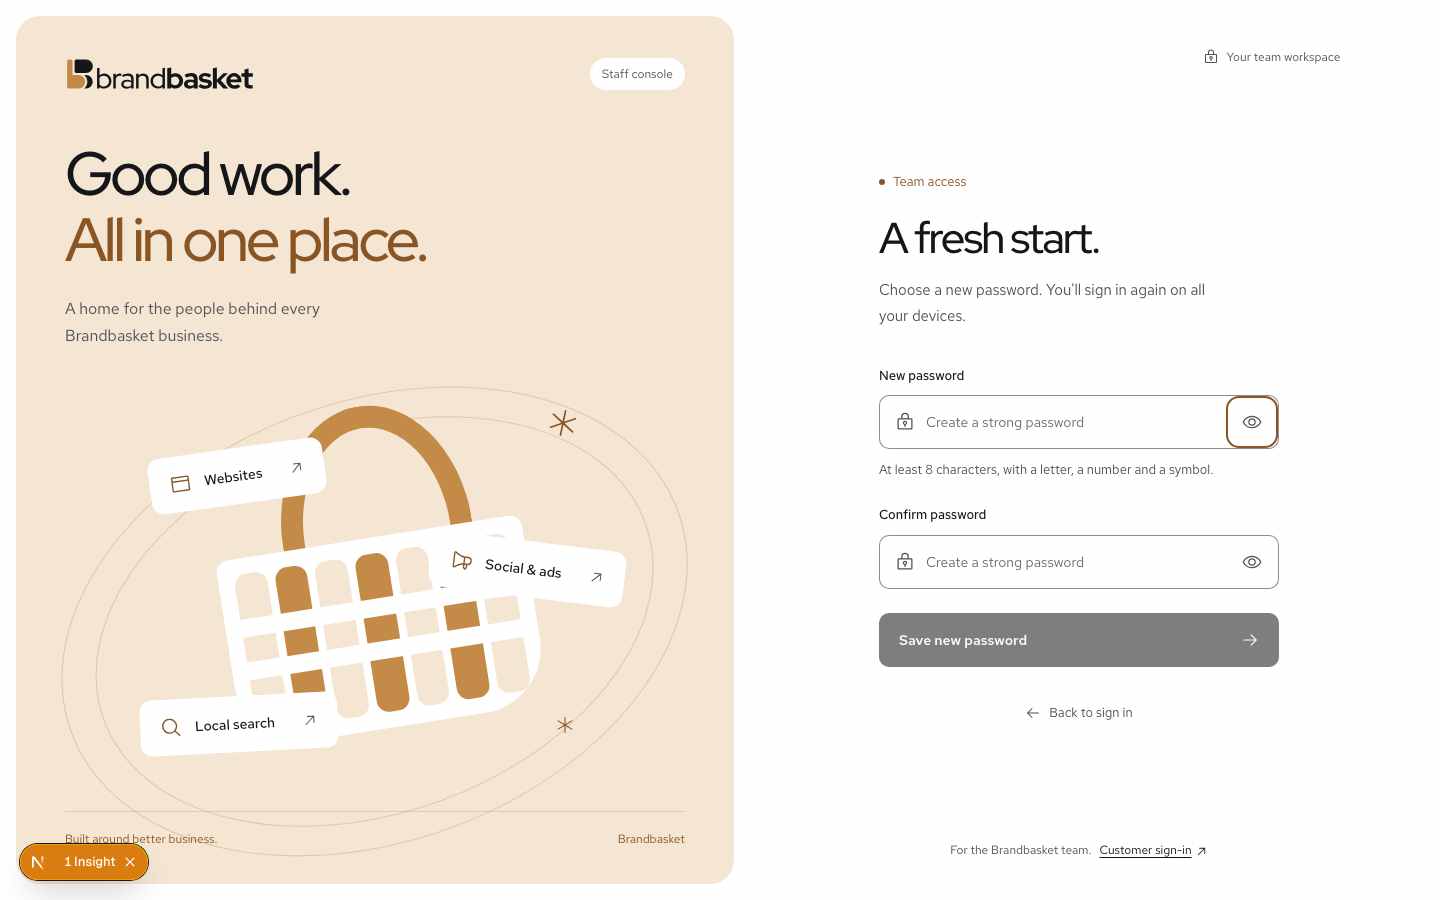 brandbasket
Staff console
Good work.
All in one place.
A home for the people behind every
Brandbasket business.
Websites
Social & ads
Local search
Built around better business.
Brandbasket
1 Insight
Your team workspace
Team access
A fresh start.
Choose a new password. You'll sign in again on all
your devices.
New password
Create a strong password
At least 8 characters, with a letter, a number and a symbol.
Confirm password
Create a strong password
Save new password
Back to sign in
For the Brandbasket team. Customer sign-in